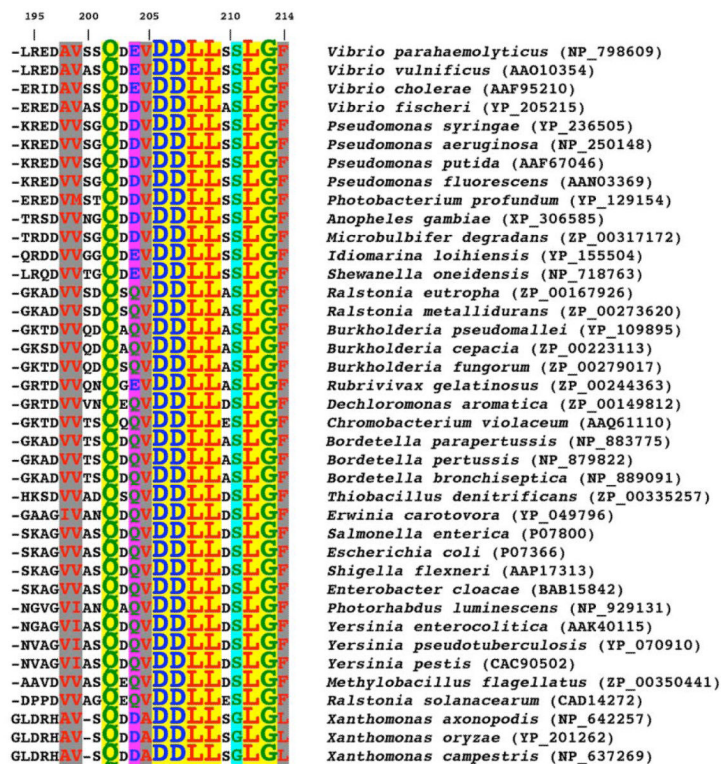 195 200 205 210 214
-LREDAVSSQDEVDDLLSSLGF Vibrio parahaemolyticus (NP_798609)
-LREDAVASQDEVDDLLSSLGF Vibrio vulnificus (AAO10354)
-ERIDAVSSQDEVDDLLSSLGF Vibrio cholerae (AAF95210)
-EREDAVASQDDVDDLLASLGF Vibrio fischeri (YP_205215)
-KREDVVSGQDDVDDLLSSLGF Pseudomonas syringae (YP_236505)
-KREDVVSGQDDVDDLLSSLGF Pseudomonas aeruginosa (NP_250148)
-KREDVVSGQDDVDDLLSSLGF Pseudomonas putida (AAF67046)
-KREDVVSGQDDVDDLLSSLGF Pseudomonas fluorescens (AAN03369)
-EREDVMSTQDDVDDLLSSLGF Photobacterium profundum (YP_129154)
-TRSDVVNGQDDVDDLLSSLGF Anopheles gambiae (XP_306585)
-TRDDVVSGQDDVDDLLSSLGF Microbulbifer degradans (ZP_00317172)
-QRDDVVGGQDEVDDLLSSLGF Idiomarina loihiensis (YP_155504)
-LRQDVVTGQDEVDDLLSSLGF Shewanella oneidensis (NP_718763)
-GKADVVSDQSQVDDLLASLGF Ralstonia eutropha (ZP_00167926)
-GKADVVSDQSQVDDLLASLGF Ralstonia metallidurans (ZP_00273620)
-GKTDVVQDQAQVDDLLASLGF Burkholderia pseudomallei (YP_109895)
-GKSDVVQDQAQVDDLLASLGF Burkholderia cepacia (ZP_00223113)
-GKTDVVQDQSQVDDLLASLGF Burkholderia fungorum (ZP_00279017)
-GRTDVVQNQGEVDDLLASLGF Rubrivivax gelatinosus (ZP_00244363)
-GRTDVVVNQEQVDDLLDSLGF Dechloromonas aromatica (ZP_00149812)
-GKTDVVTSQQQVDDLLESLGF Chromobacterium violaceum (AAQ61110)
-GKADVVTSQDQVDDLLASLGF Bordetella parapertussis (NP_883775)
-GKADVVTSQDQVDDLLASLGF Bordetella pertussis (NP_879822)
-GKADVVTSQDQVDDLLASLGF Bordetella bronchiseptica (NP_889091)
-HKSDVVADQSQVDDLLDSLGF Thiobacillus denitrificans (ZP_00335257)
-GAAGIVANQDQVDDLLDSLGF Erwinia carotovora (YP_049796)
-SKAGVVASQDQVDDLLDSLGF Salmonella enterica (P07800)
-SKAGVVASQDQVDDLLDSLGF Escherichia coli (P07366)
-SKAGVVASQDQVDDLLDSLGF Shigella flexneri (AAP17313)
-SKAGVVASQDQVDDLLDSLGF Enterobacter cloacae (BAB15842)
-NGVGVIANQAQVDDLLDSLGF Photorhabdus luminescens (NP_929131)
-NGAGVIASQDQVDDLLDSLGF Yersinia enterocolitica (AAK40115)
-NVAGVIASQDQVDDLLDSLGF Yersinia pseudotuberculosis (YP_070910)
-NVAGVIASQDQVDDLLDSLGF Yersinia pestis (CAC90502)
-AAVDVVASQEQVDDLLDSLGF Methylobacillus flagellatus (ZP_00350441)
-DPPDVVAGQEQVDDLLESLGF Ralstonia solanacearum (CAD14272)
GLDRHAV-SQDDADDLLSGLGL Xanthomonas axonopodis (NP_642257)
GLDRHAV-SQDDADDLLSGLGL Xanthomonas oryzae (YP_201262)
GLDRHAV-SQDDADDLLSGLGL Xanthomonas campestris (NP_637269)